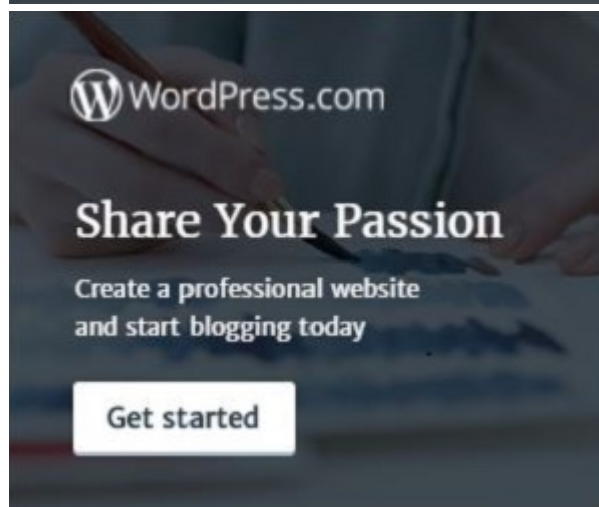 WordPress.com
Share Your Passion
Create a professional website
and start blogging today
Get started